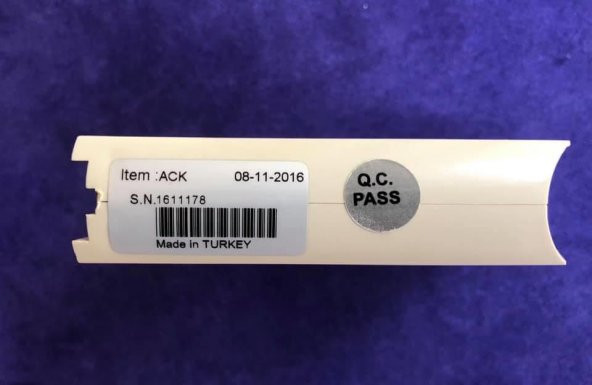 Item :ACK 08-11-2016
S.N.1611178
Made in TURKEY
Q.C.
PASS